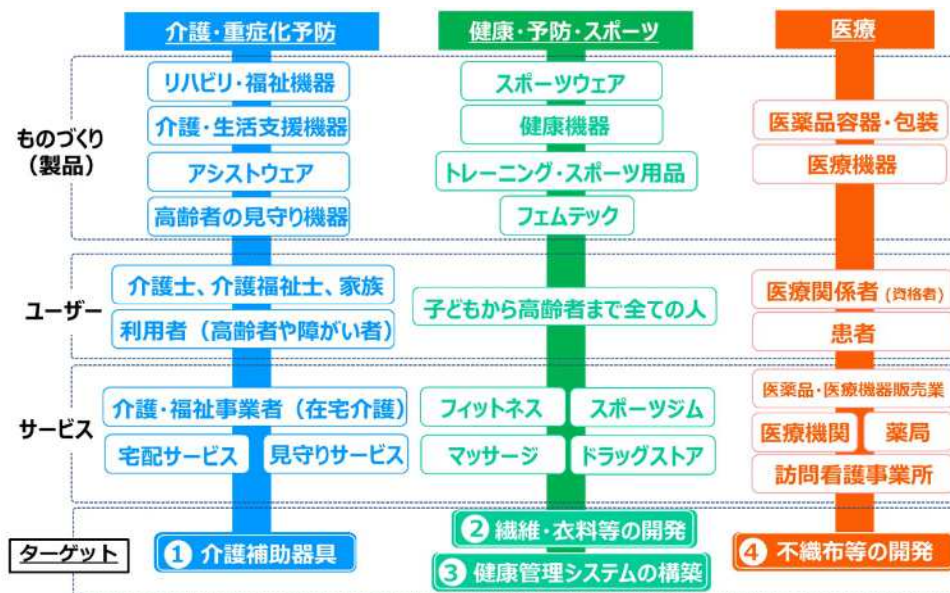 介護・重症化予防
健康・予防・スポーツ
医療
ものづくり
（製品）
リハビリ・福祉機器
介護・生活支援機器
アシストウェア
高齢者の見守り機器
スポーツウェア
健康機器
トレーニング・スポーツ用品
フェムテック
医薬品容器・包装
医療機器
ユーザー
介護士、介護福祉士、家族
利用者（高齢者や障がい者）
子どもから高齢者まで全ての人
医療関係者 (資格者)
患者
サービス
介護・福祉事業者（在宅介護）
宅配サービス
見守りサービス
フィットネス
スポーツジム
マッサージ
ドラッグストア
医薬品・医療機器販売業
医療機関
薬局
訪問看護事業所
ターゲット
① 介護補助器具
② 繊維・衣料等の開発
③ 健康管理システムの構築
④ 不織布等の開発